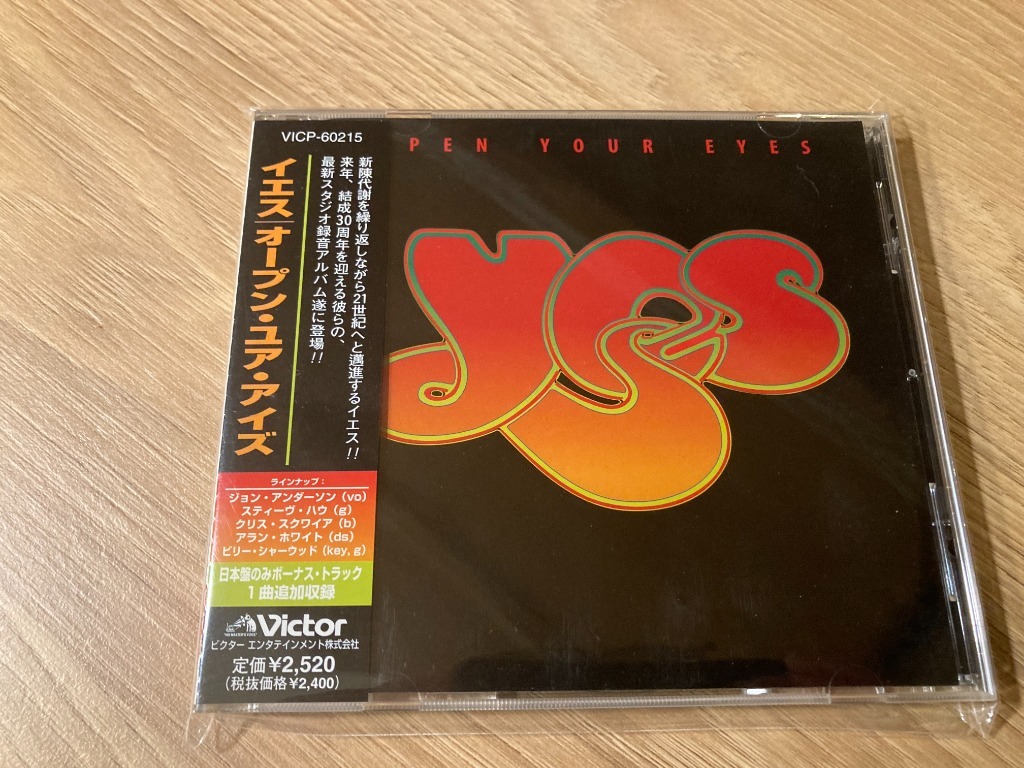 VICP-60215
イエス|オープン・ユア・アイズ
新陳代謝を繰り返しながら21世紀へと邁進するイエス!!
来年、結成30周年を迎える彼らの、
最新スタジオ録音アルバム遂に登場!!
ラインナップ:
ジョン・アンダーソン(vo)
スティーヴ・ハウ(g)
クリス・スクワイア(b)
アラン・ホワイト(ds)
ビリー・シャーウッド(key, g)
日本盤のみボーナス・トラック
1曲追加収録
"HIS MASTER'S VOICE"
Victor
ビクター エンタテインメント株式会社
定価¥2,520
(税抜価格¥2,400)
PEN YOUR EYES
YES